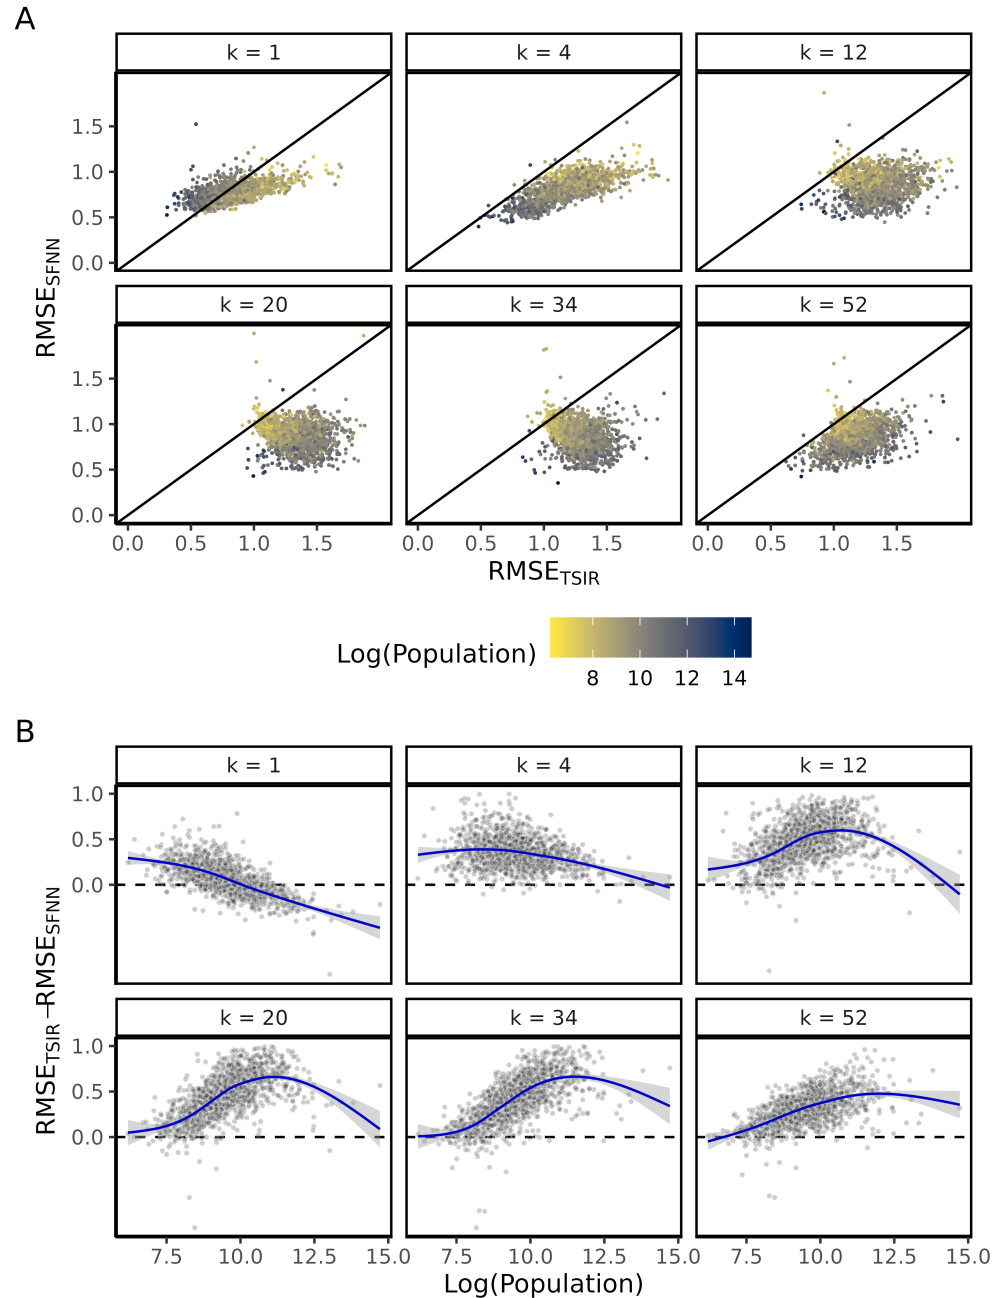 A
k = 1 k = 4 k = 12
1.5
1.0
0.5
0.0
k = 20 k = 34 k = 52
1.5
1.0
0.5
0.0
0.0 0.5 1.0 1.5 0.0 0.5 1.0 1.5 0.0 0.5 1.0 1.5
RMSE_SFNN
RMSE_TSIR
Log(Population)
8 10 12 14
B
k = 1 k = 4 k = 12
1.0
0.5
0.0
k = 20 k = 34 k = 52
1.0
0.5
0.0
7.5 10.0 12.5 15.0 7.5 10.0 12.5 15.0 7.5 10.0 12.5 15.0
RMSE_TSIR −RMSE_SFNN
Log(Population)